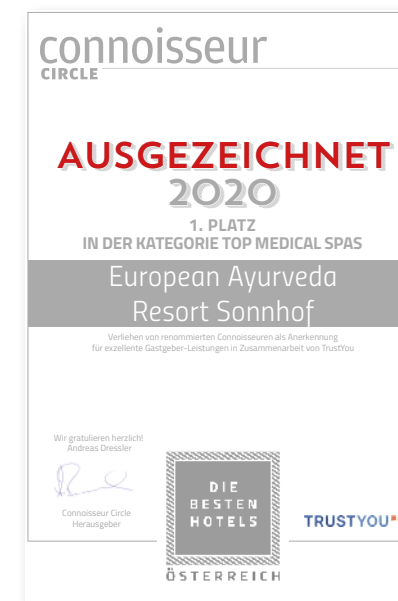 connoisseur
CIRCLE
AUSGEZEICHNET
2020
1. PLATZ
IN DER KATEGORIE TOP MEDICAL SPAS
European Ayurveda
Resort Sonnhof
Verliehen von renommierten Connoisseuren als Anerkennung
für exzellente Gastgeber-Leistungen in Zusammenarbeit von TrustYou
Wir gratulieren herzlich!
Andreas Dressler
Connoisseur Circle
Herausgeber
DIE
BESTEN
HOTELS
ÖSTERREICH
TRUSTYOU